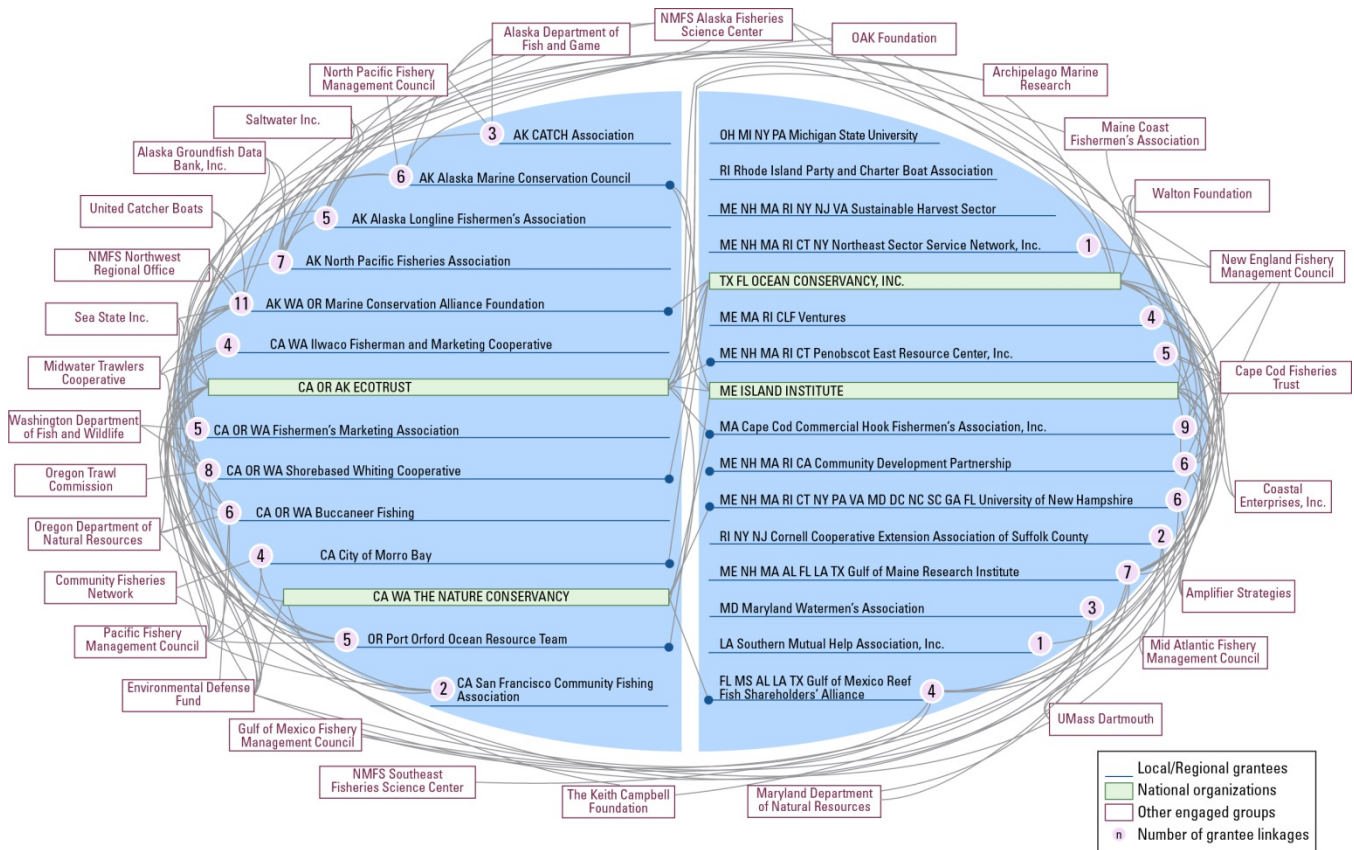 NMFS Alaska Fisheries
Science Center
Alaska Department of
Fish and Game
OAK Foundation
North Pacific Fishery
Management Council
Archipelago Marine
Research
Saltwater Inc.
Maine Coast
Fishermen's Association
Alaska Groundfish Data
Bank, Inc.
Walton Foundation
United Catcher Boats
New England Fishery
Management Council
NMFS Northwest
Regional Office
Sea State Inc.
Midwater Trawlers
Cooperative
Cape Cod Fisheries
Trust
Washington Department
of Fish and Wildlife
Oregon Trawl
Commission
Coastal
Enterprises, Inc.
Oregon Department of
Natural Resources
Community Fisheries
Network
Amplifier Strategies
Pacific Fishery
Management Council
Mid Atlantic Fishery
Management Council
Environmental Defense
Fund
UMass Dartmouth
Gulf of Mexico Fishery
Management Council
NMFS Southeast
Fisheries Science Center
The Keith Campbell
Foundation
Maryland Department
of Natural Resources
3 AK CATCH Association
6 AK Alaska Marine Conservation Council
5 AK Alaska Longline Fishermen's Association
7 AK North Pacific Fisheries Association
11 AK WA OR Marine Conservation Alliance Foundation
4 CA WA Ilwaco Fisherman and Marketing Cooperative
CA OR AK ECOTRUST
5 CA OR WA Fishermen's Marketing Association
8 CA OR WA Shorebased Whiting Cooperative
6 CA OR WA Buccaneer Fishing
4 CA City of Morro Bay
CA WA THE NATURE CONSERVANCY
5 OR Port Orford Ocean Resource Team
2 CA San Francisco Community Fishing
Association
OH MI NY PA Michigan State University
RI Rhode Island Party and Charter Boat Association
ME NH MA RI NY NJ VA Sustainable Harvest Sector
ME NH MA RI CT NY Northeast Sector Service Network, Inc. 1
TX FL OCEAN CONSERVANCY, INC.
ME MA RI CLF Ventures 4
ME NH MA RI CT Penobscot East Resource Center, Inc. 5
ME ISLAND INSTITUTE
MA Cape Cod Commercial Hook Fishermen's Association, Inc. 9
ME NH MA RI CA Community Development Partnership 6
ME NH MA RI CT NY PA VA MD DC NC SC GA FL University of New Hampshire 6
RI NY NJ Cornell Cooperative Extension Association of Suffolk County 2
ME NH MA AL FL LA TX Gulf of Maine Research Institute 7
MD Maryland Watermen's Association 3
LA Southern Mutual Help Association, Inc. 1
FL MS AL LA TX Gulf of Mexico Reef
Fish Shareholders' Alliance 4
Local/Regional grantees
National organizations
Other engaged groups
n Number of grantee linkages